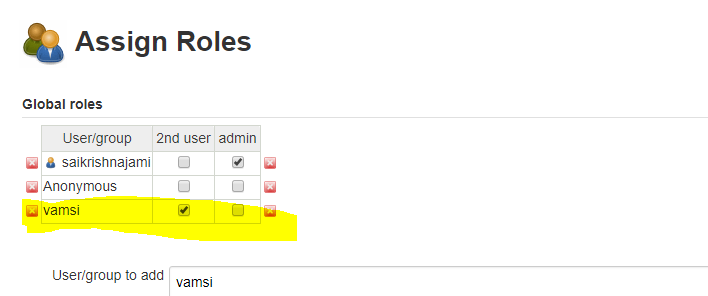 Assign Roles
Global roles
User/group 2nd user admin
saikrishnajami
Anonymous
vamsi
User/group to add vamsi